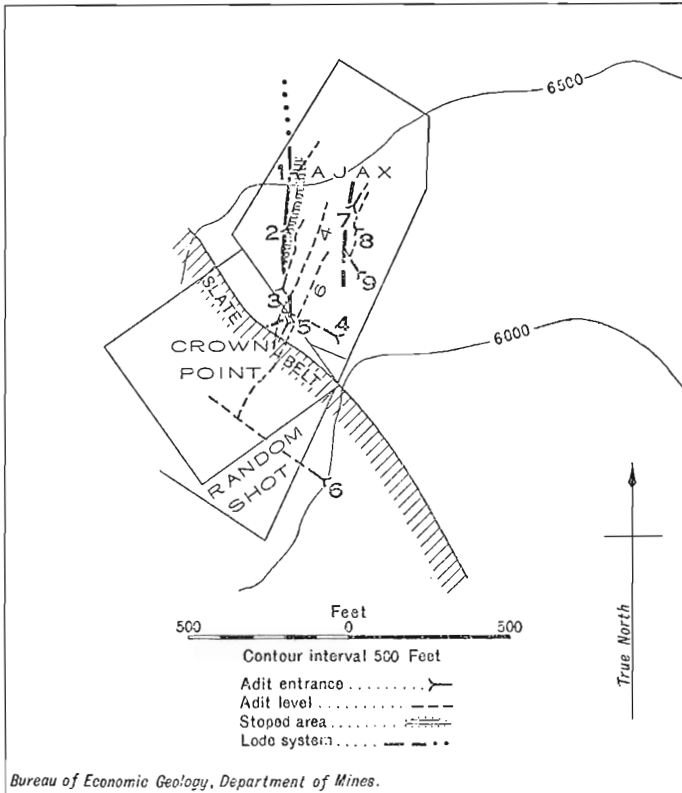 6500
1 AJAX
7
2
4
8
9
6
3
5
4
SLATE
BELT
6000
CROWN
POINT
RANDOM
SHOT
6
True North
Feet
500 0 500
Contour interval 500 Feet
Adit entrance ........
Adit level ............
Stoped area ..........
Lode system .....
Bureau of Economic Geology, Department of Mines.